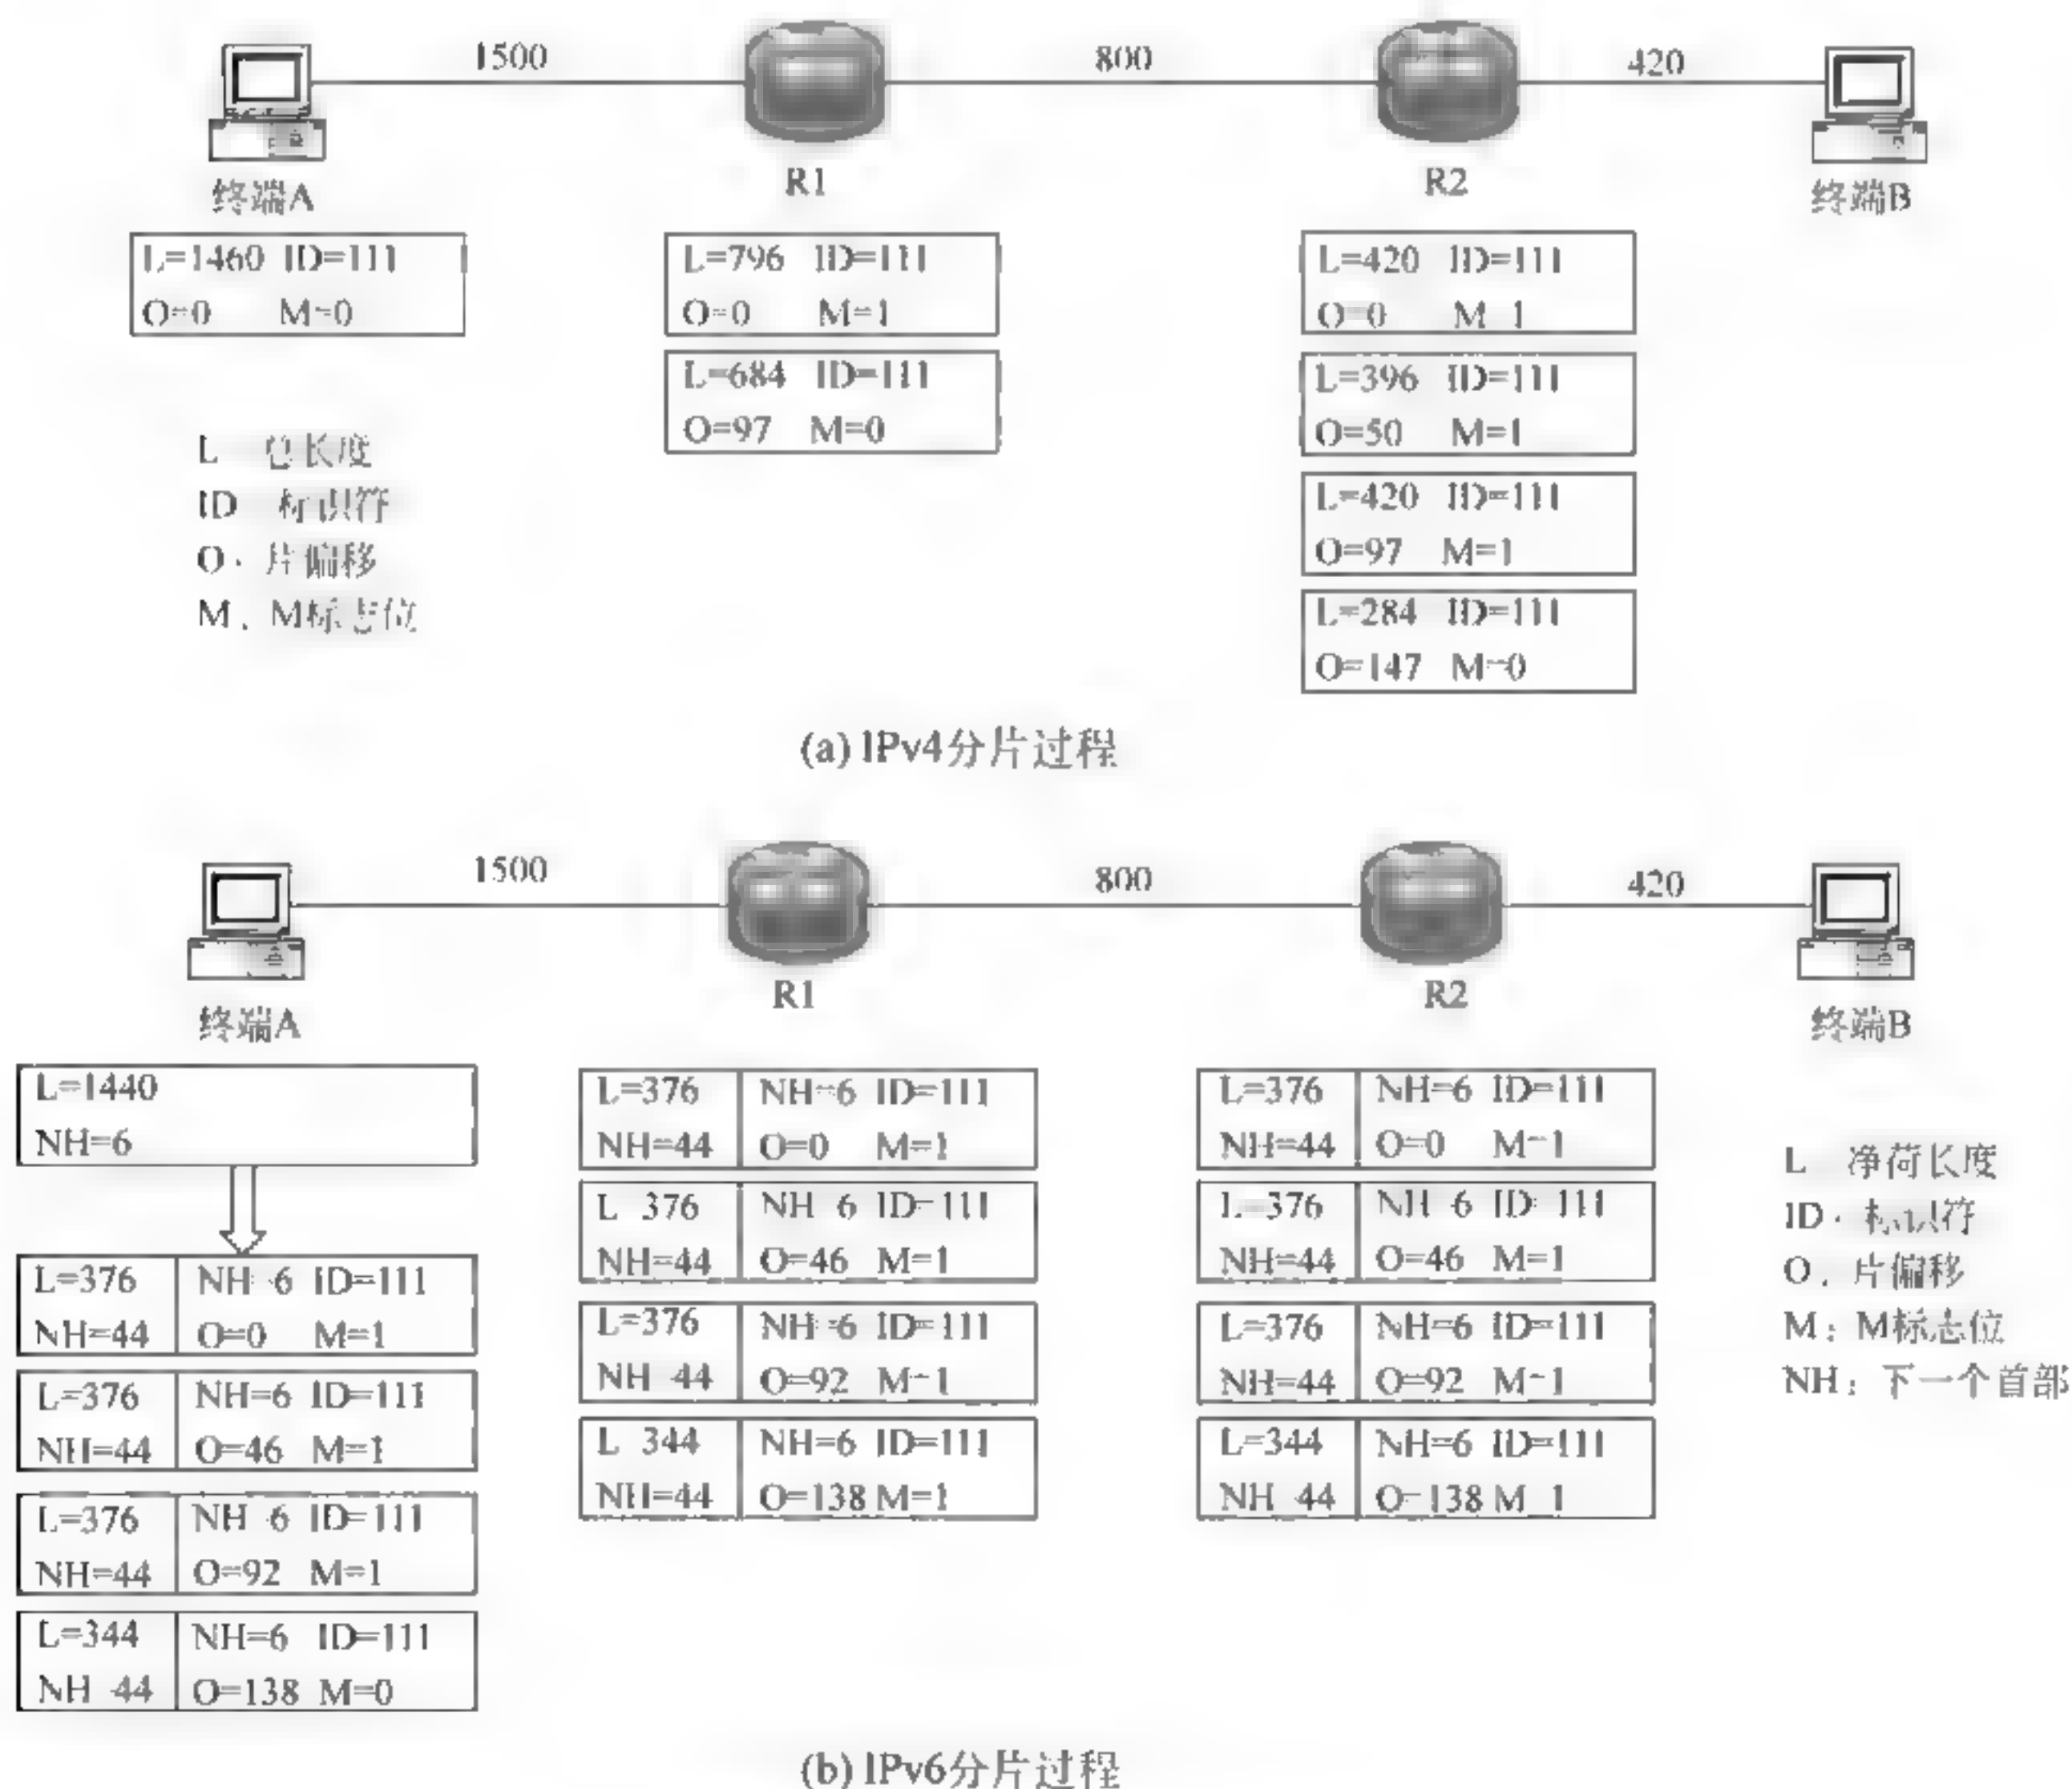 1500
800
420
终端A
R1
R2
终端B
L=1460 ID=111
O=0 M=0
L=796 ID=111
O=0 M=1
L=684 ID=111
O=97 M=0
L=420 ID=111
O=0 M 1
L=396 ID=111
O=50 M=1
L=420 ID=111
O=97 M=1
L=284 ID=111
O=147 M=0
L 总长度
ID 标识符
O: 片偏移
M: M标志位
(a) IPv4分片过程
1500
800
420
终端A
R1
R2
终端B
L=1440
NH=6
L=376 NH 6 ID=111
NH=44 O=0 M=1
L=376 NH=6 ID=111
NH=44 O=46 M=1
L=376 NH 6 ID=111
NH=44 O=92 M=1
L=344 NH=6 ID=111
NH 44 O=138 M=0
L=376 NH=6 ID=111
NH=44 O=0 M=1
L 376 NH 6 ID=111
NH=44 O=46 M=1
L=376 NH=6 ID=111
NH 44 O=92 M=1
L 344 NH=6 ID=111
NH=44 O=138 M=1
L=376 NH=6 ID=111
NH=44 O=0 M=1
L=376 NH 6 ID=111
NH=44 O=46 M=1
L=376 NH=6 ID=111
NH=44 O=92 M=1
L=344 NH=6 ID=111
NH 44 O=138 M 1
L 净荷长度
ID: 标识符
O: 片偏移
M: M标志位
NH: 下一个首部
(b) IPv6分片过程